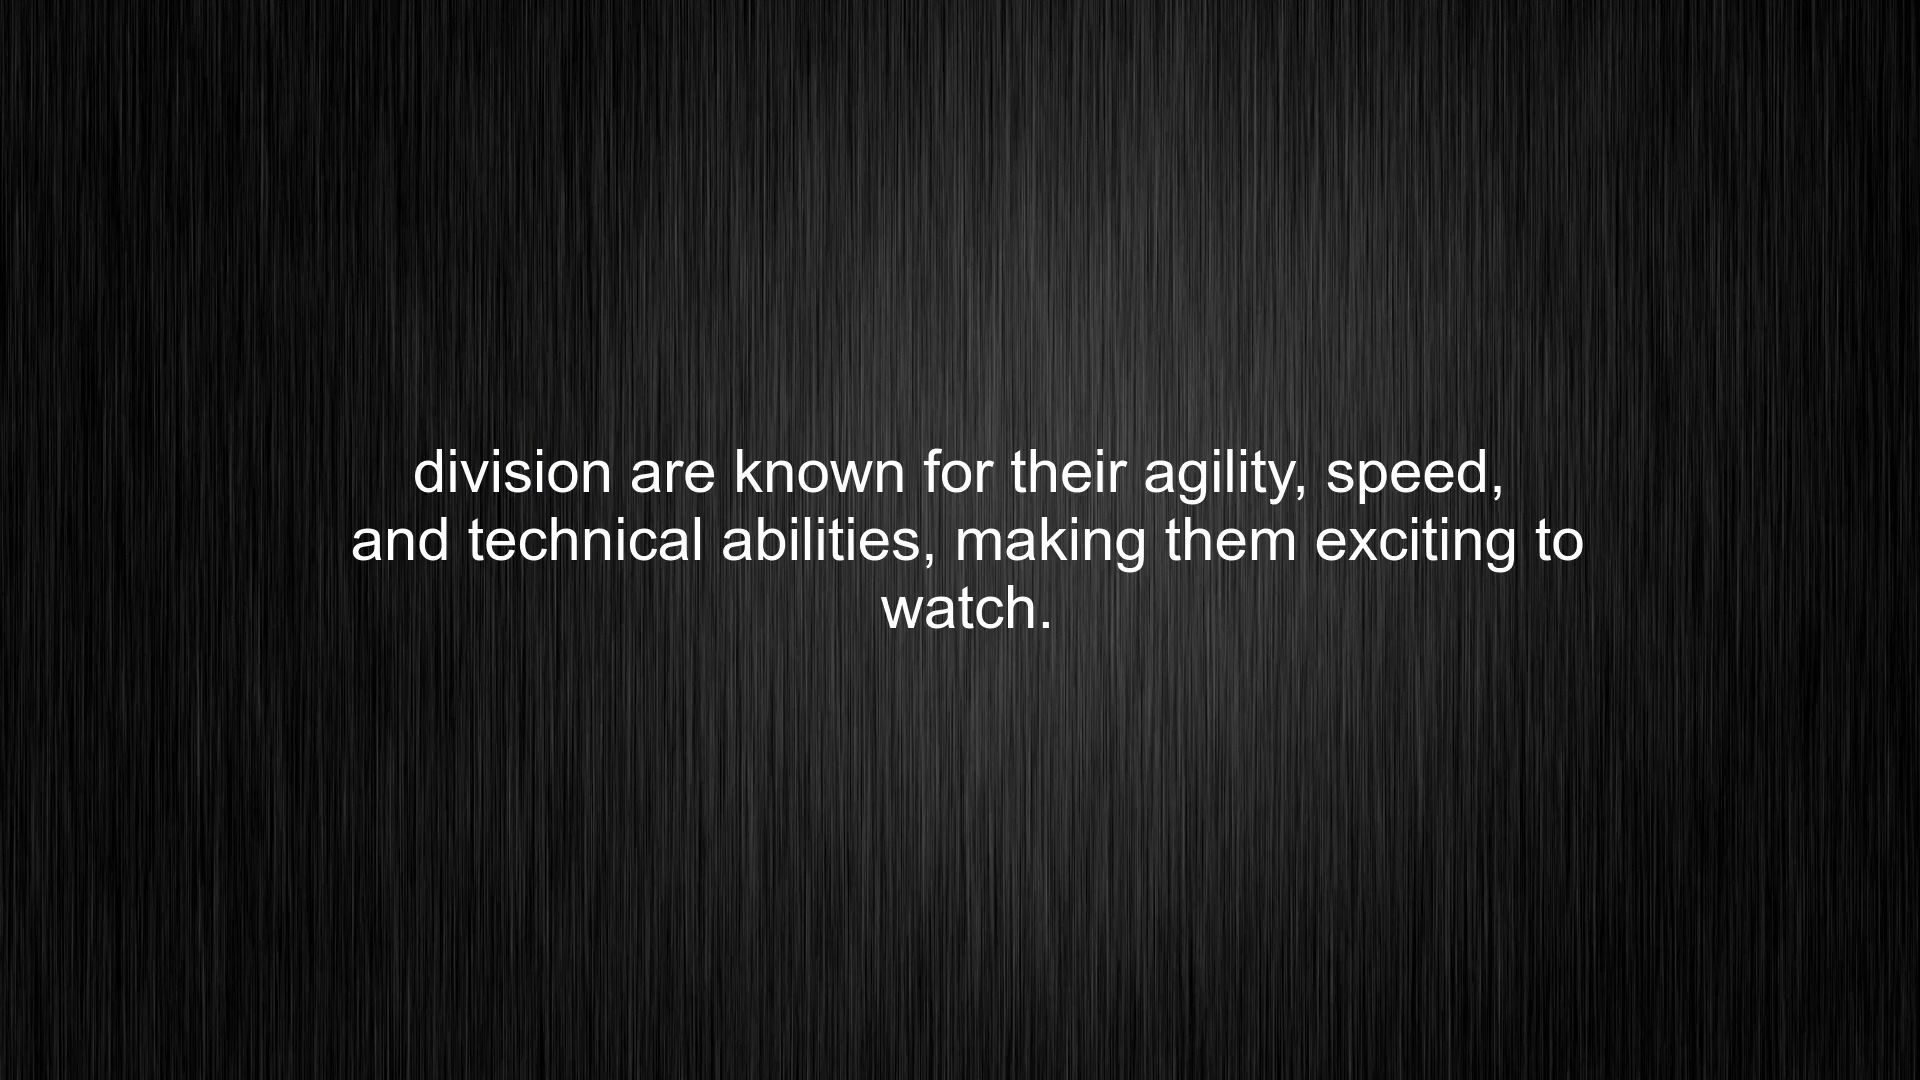 division are known for their agility, speed,
and technical abilities, making them exciting to
watch.